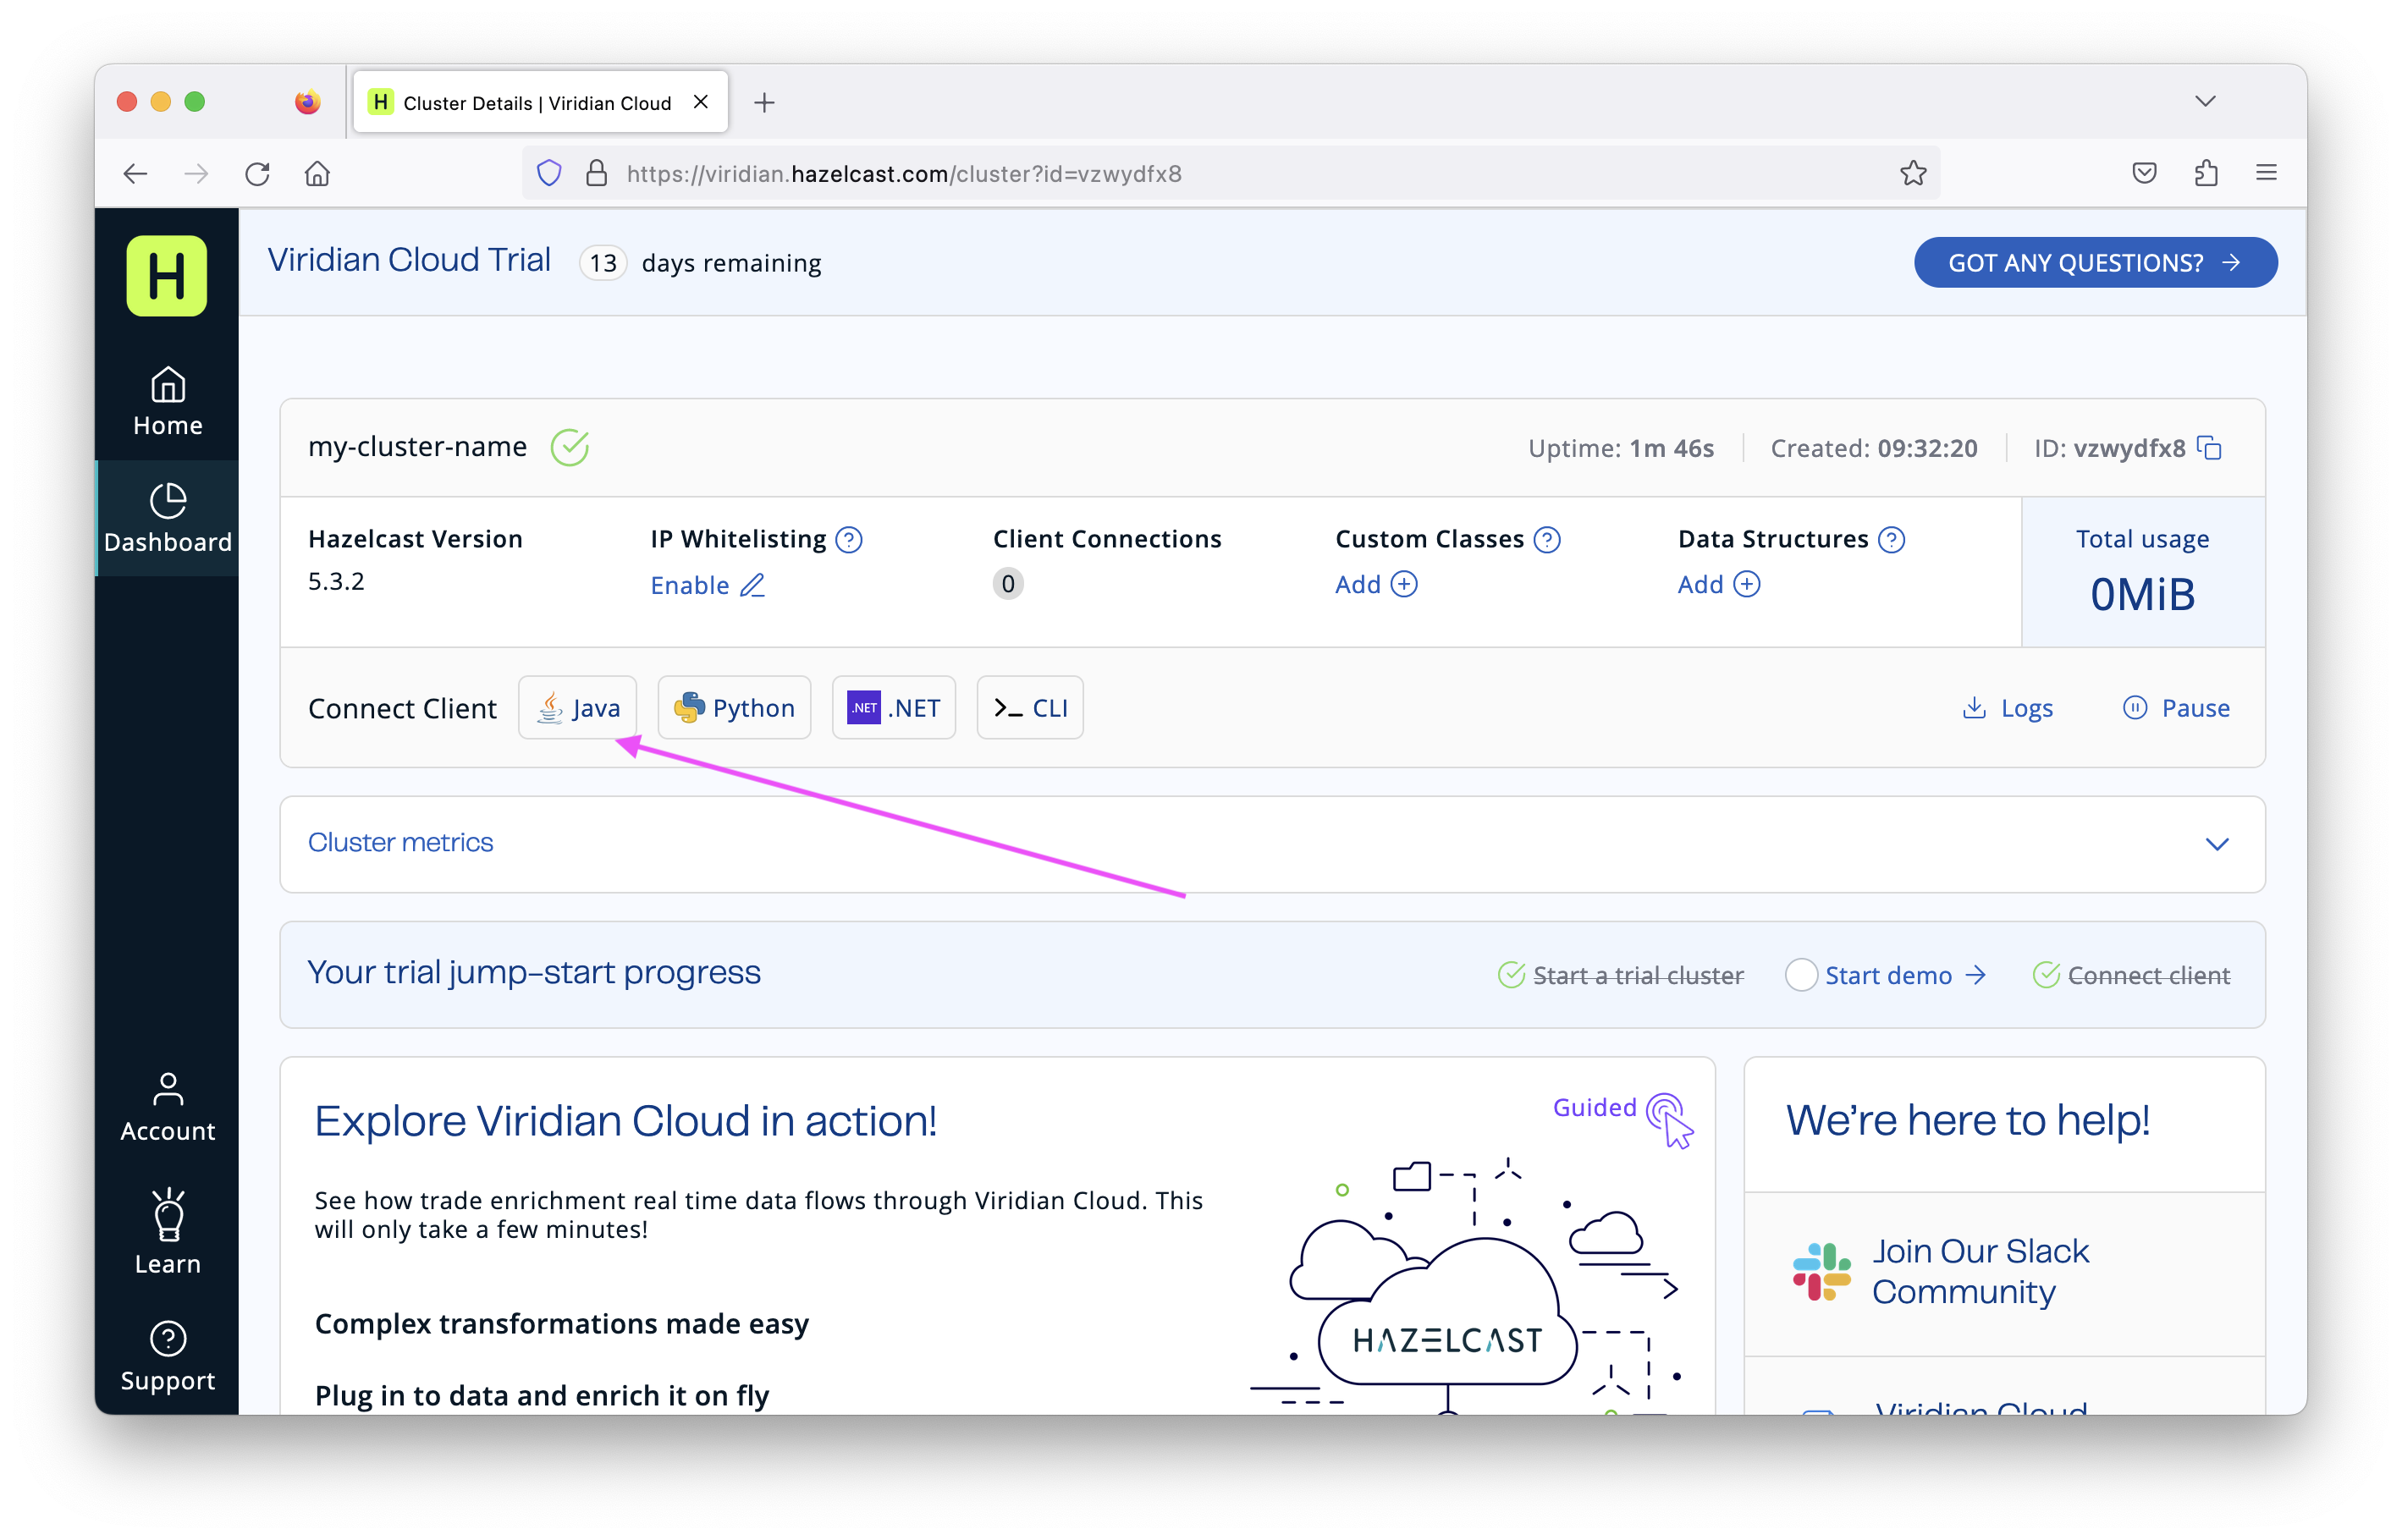 H Cluster Details | Viridian Cloud
https://viridian.hazelcast.com/cluster?id=vzwydfx8
H
Viridian Cloud Trial 13 days remaining
GOT ANY QUESTIONS?
Home
Dashboard
my-cluster-name
Uptime: 1m 46s Created: 09:32:20 ID: vzwydfx8
Hazelcast Version IP Whitelisting ? Client Connections Custom Classes ? Data Structures ? Total usage
5.3.2 Enable 0 Add Add 0MiB
Connect Client Java Python .NET .NET >_ CLI Logs Pause
Cluster metrics
Your trial jump-start progress Start a trial cluster Start demo → Connect client
Explore Viridian Cloud in action!
Guided
See how trade enrichment real time data flows through Viridian Cloud. This
will only take a few minutes!
Complex transformations made easy
Plug in to data and enrich it on fly
HAZELCAST
We’re here to help!
Join Our Slack
Community
Viridian Cloud
Account
Learn
Support